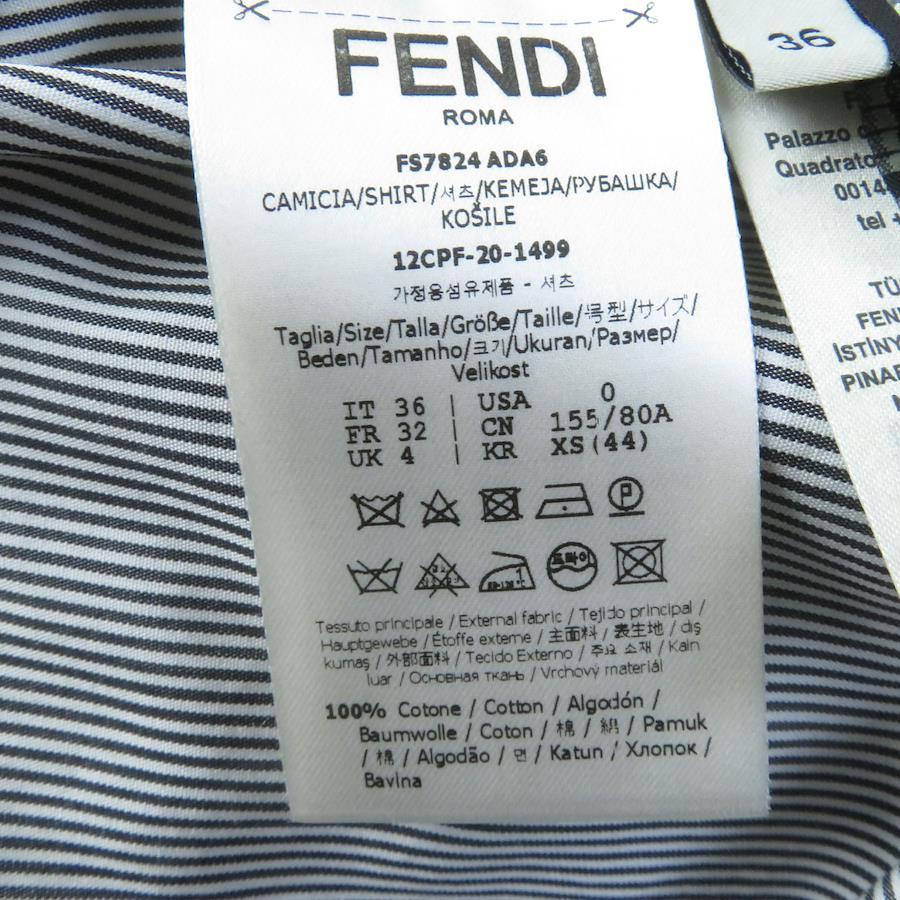 FENDI
ROMA
FS7824 ADA6
CAMICIA/SHIRT/셔츠/KEMEJA/РУБАШКА/
KOŠILE
12CPF-20-1499
가정용섬유제품 - 셔츠
Taglia/Size/Talla/Größe/Taille/号型/サイズ/
Beden/Tamanho/크기/Ukuran/Размер/
Velikost
IT 36 | USA 0
FR 32 | CN 155/80A
UK 4 | KR XS(44)
P
드라이
Tessuto principale / External fabric / Tejido principal /
Hauptgewebe / Étoffe externe / 主面料 / 表生地 / dış
kumaş / 外部面料 / Tecido Externo / 주요 소재 / Kain
luar / Основная ткань / Vrchový materiál
100% Cotone / Cotton / Algodón /
Baumwolle / Coton / 棉 / 綿 / Pamuk
/ 棉 / Algodão / 면 / Katun / Хлопок /
Bavlna
36
Palazzo
Quadrato
0014
tel +
TÜ
FEN
İSTİNY
PINAR